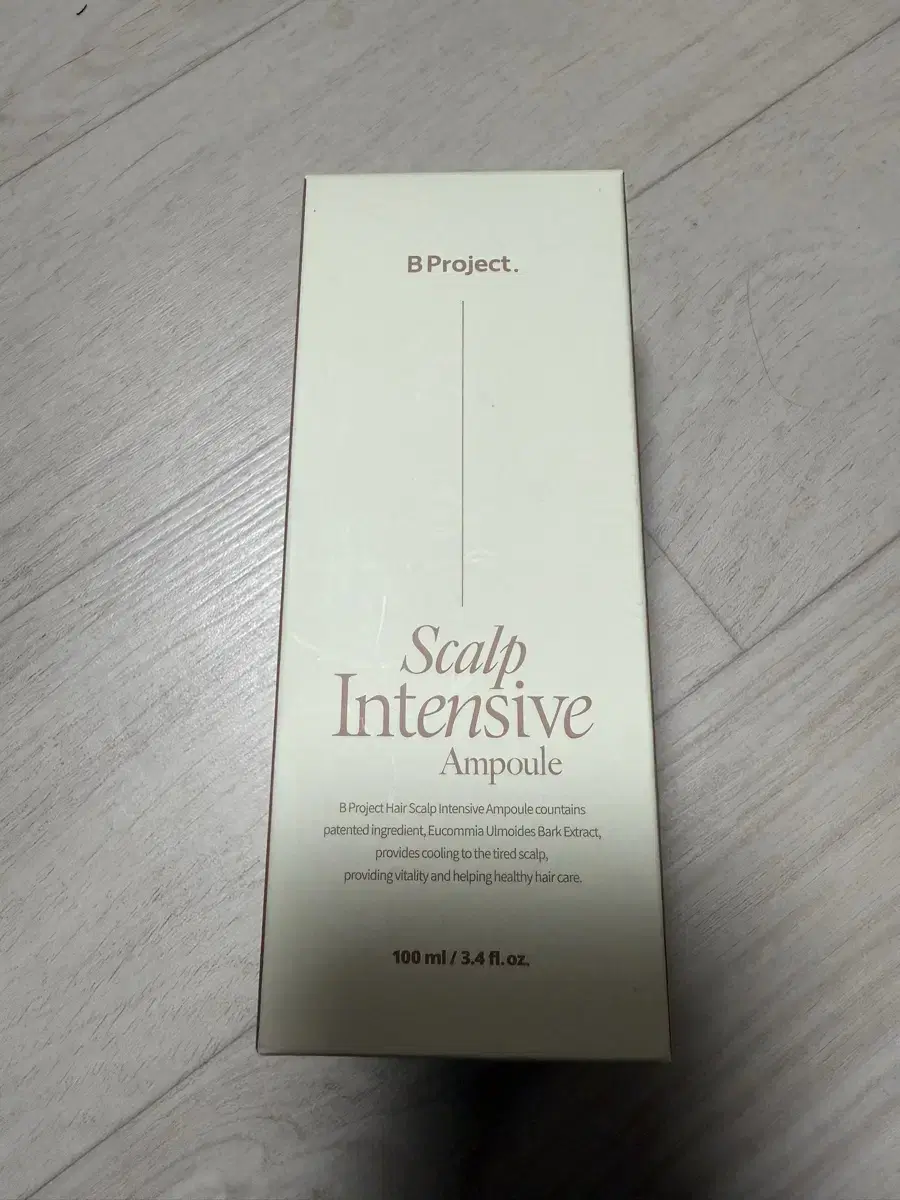 B Project.
Scalp
Intensive
Ampoule
B Project Hair Scalp Intensive Ampoule countains
patented ingredient, Eucommia Ulmoides Bark Extract,
provides cooling to the tired scalp,
providing vitality and helping healthy hair care.
100 ml / 3.4 fl. oz.